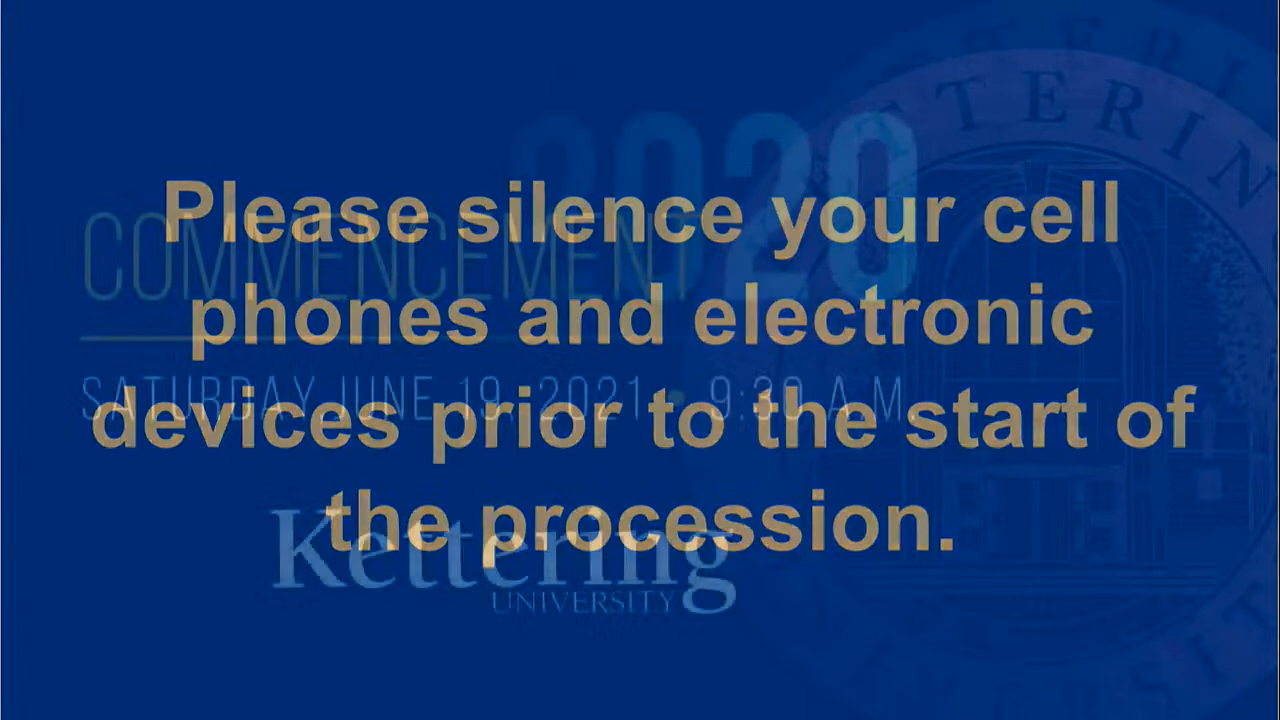 2020
COMMENCEMENT
SATURDAY JUNE 19, 2021 • 9:30 A.M.
Please silence your cell
phones and electronic
devices prior to the start of
the procession.
Kettering
UNIVERSITY
KETTERING